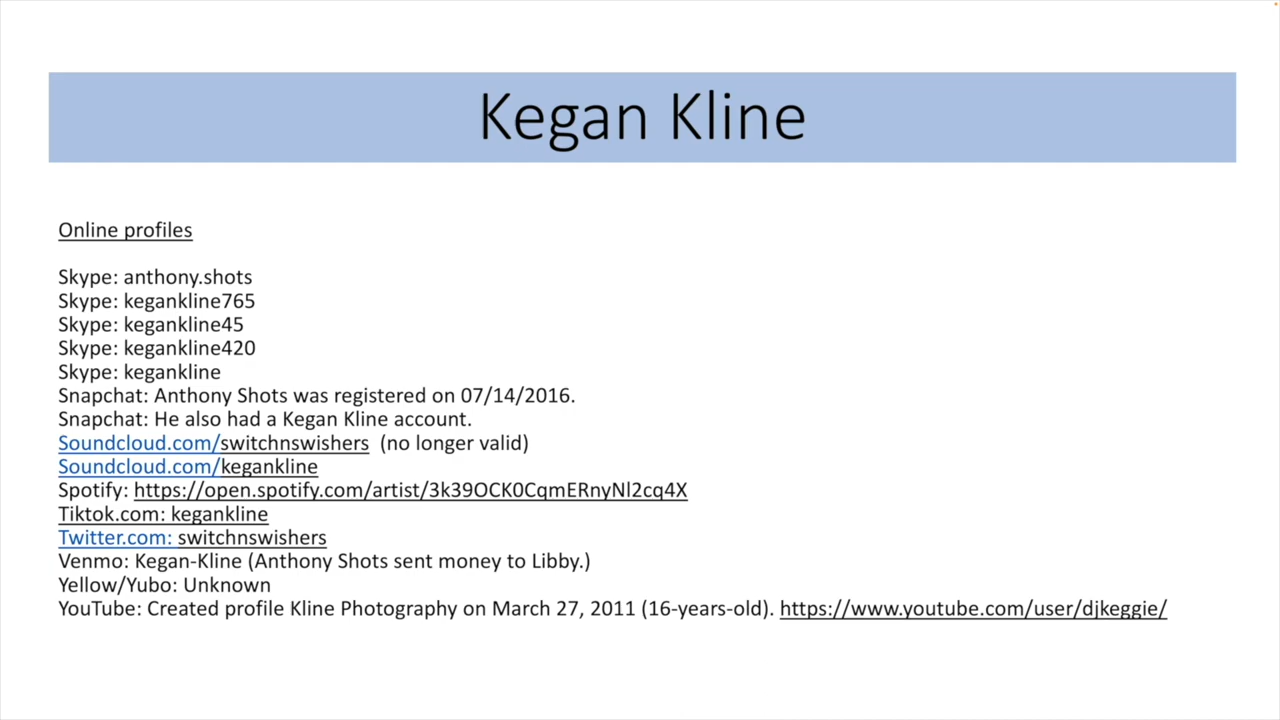 Kegan Kline
Online profiles
Skype: anthony.shots
Skype: kegankline765
Skype: kegankline45
Skype: kegankline420
Skype: kegankline
Snapchat: Anthony Shots was registered on 07/14/2016.
Snapchat: He also had a Kegan Kline account.
Soundcloud.com/switchnswishers (no longer valid)
Soundcloud.com/kegankline
Spotify: https://open.spotify.com/artist/3k39OCK0CqmERnyNl2cq4X
Tiktok.com: kegankline
Twitter.com: switchnswishers
Venmo: Kegan-Kline (Anthony Shots sent money to Libby.)
Yellow/Yubo: Unknown
YouTube: Created profile Kline Photography on March 27, 2011 (16-years-old). https://www.youtube.com/user/djkeggie/